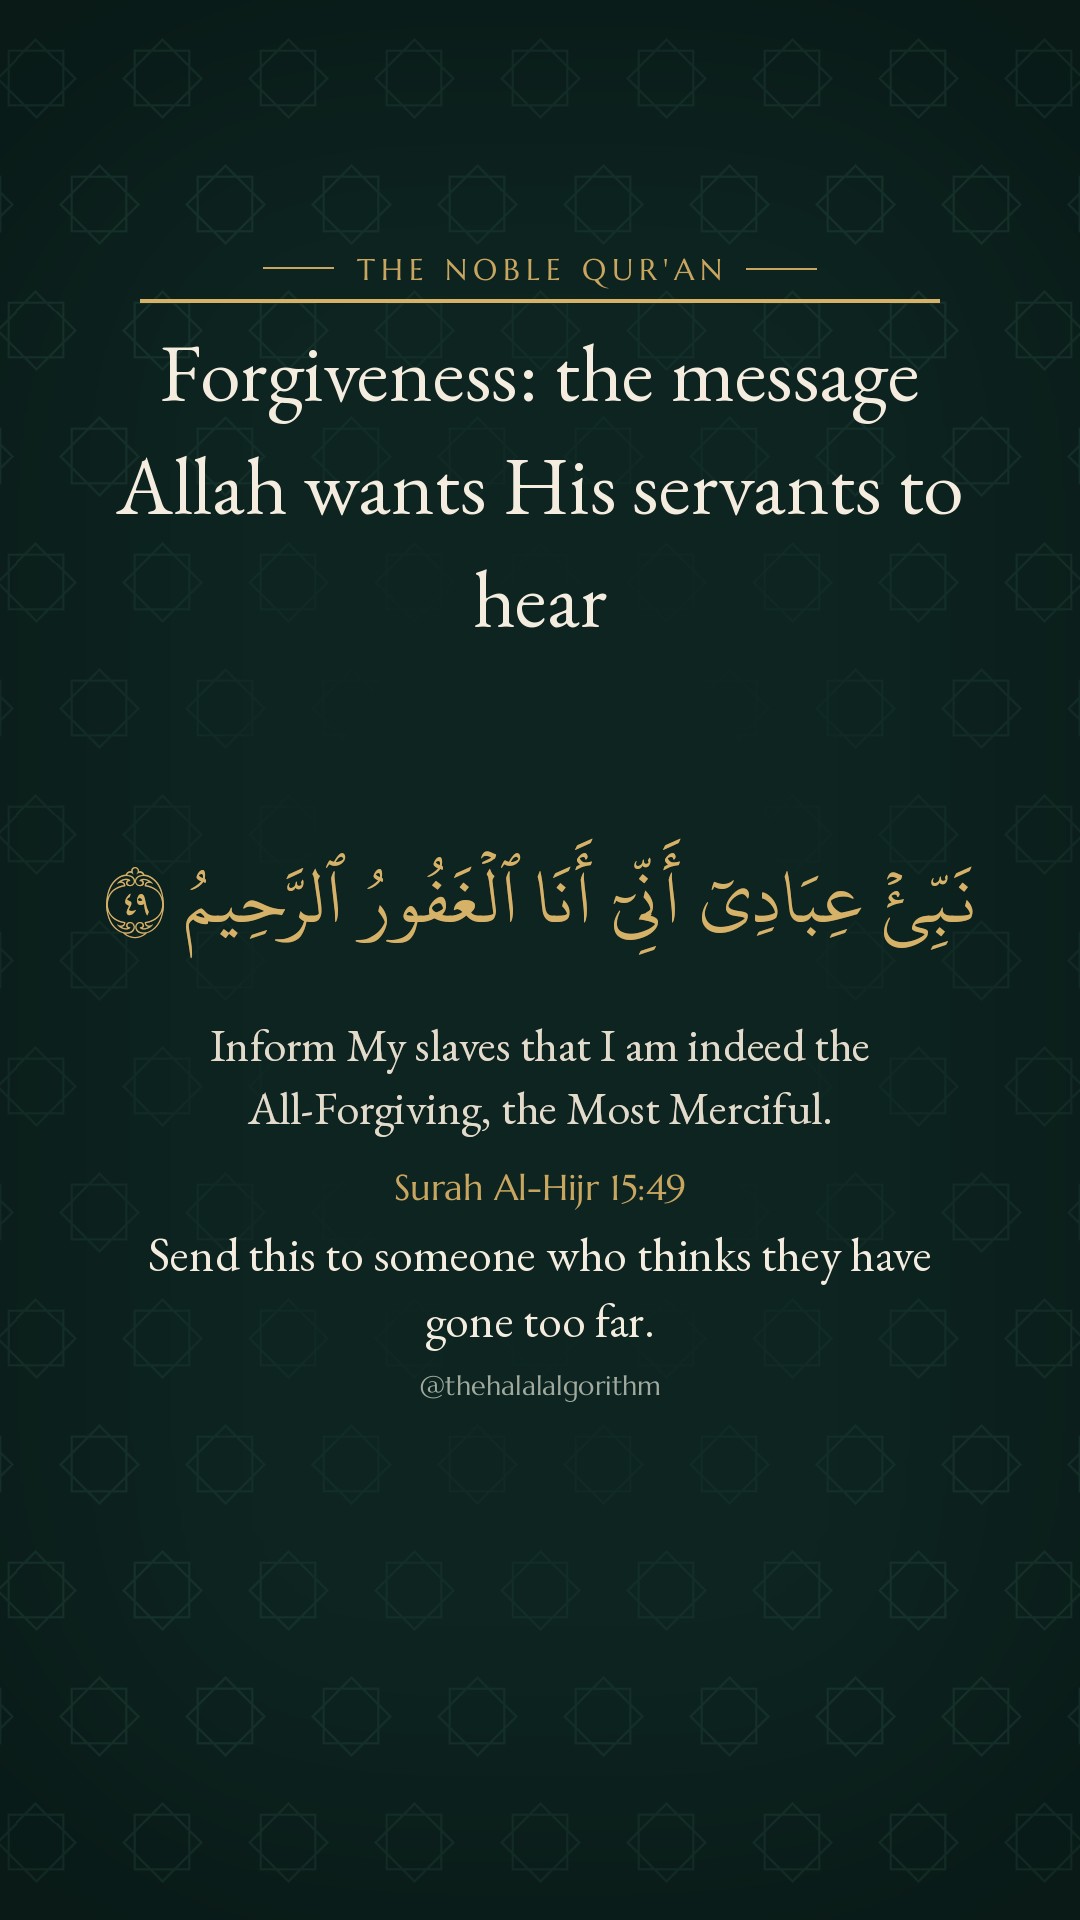 THE NOBLE QUR'AN
Forgiveness: the message
Allah wants His servants to
hear
نَبِّئْ عِبَادِىٓ أَنِّىٓ أَنَا ٱلْغَفُورُ ٱلرَّحِيمُ ٤٩
Inform My slaves that I am indeed the
All-Forgiving, the Most Merciful.
Surah Al-Hijr 15:49
Send this to someone who thinks they have
gone too far.
@thehalalalgorithm